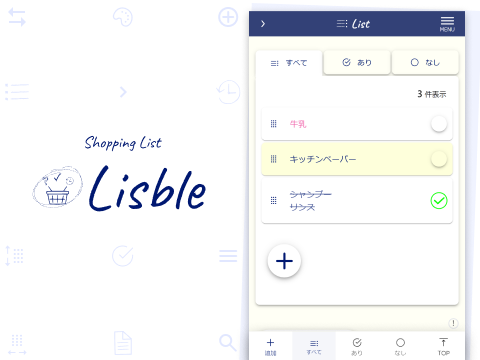 Shopping List
Lisble
List
MENU
すべて
あり
なし
3 件表示
牛乳
キッチンペーパー
シャンプー
リンス
追加
すべて
あり
なし
TOP